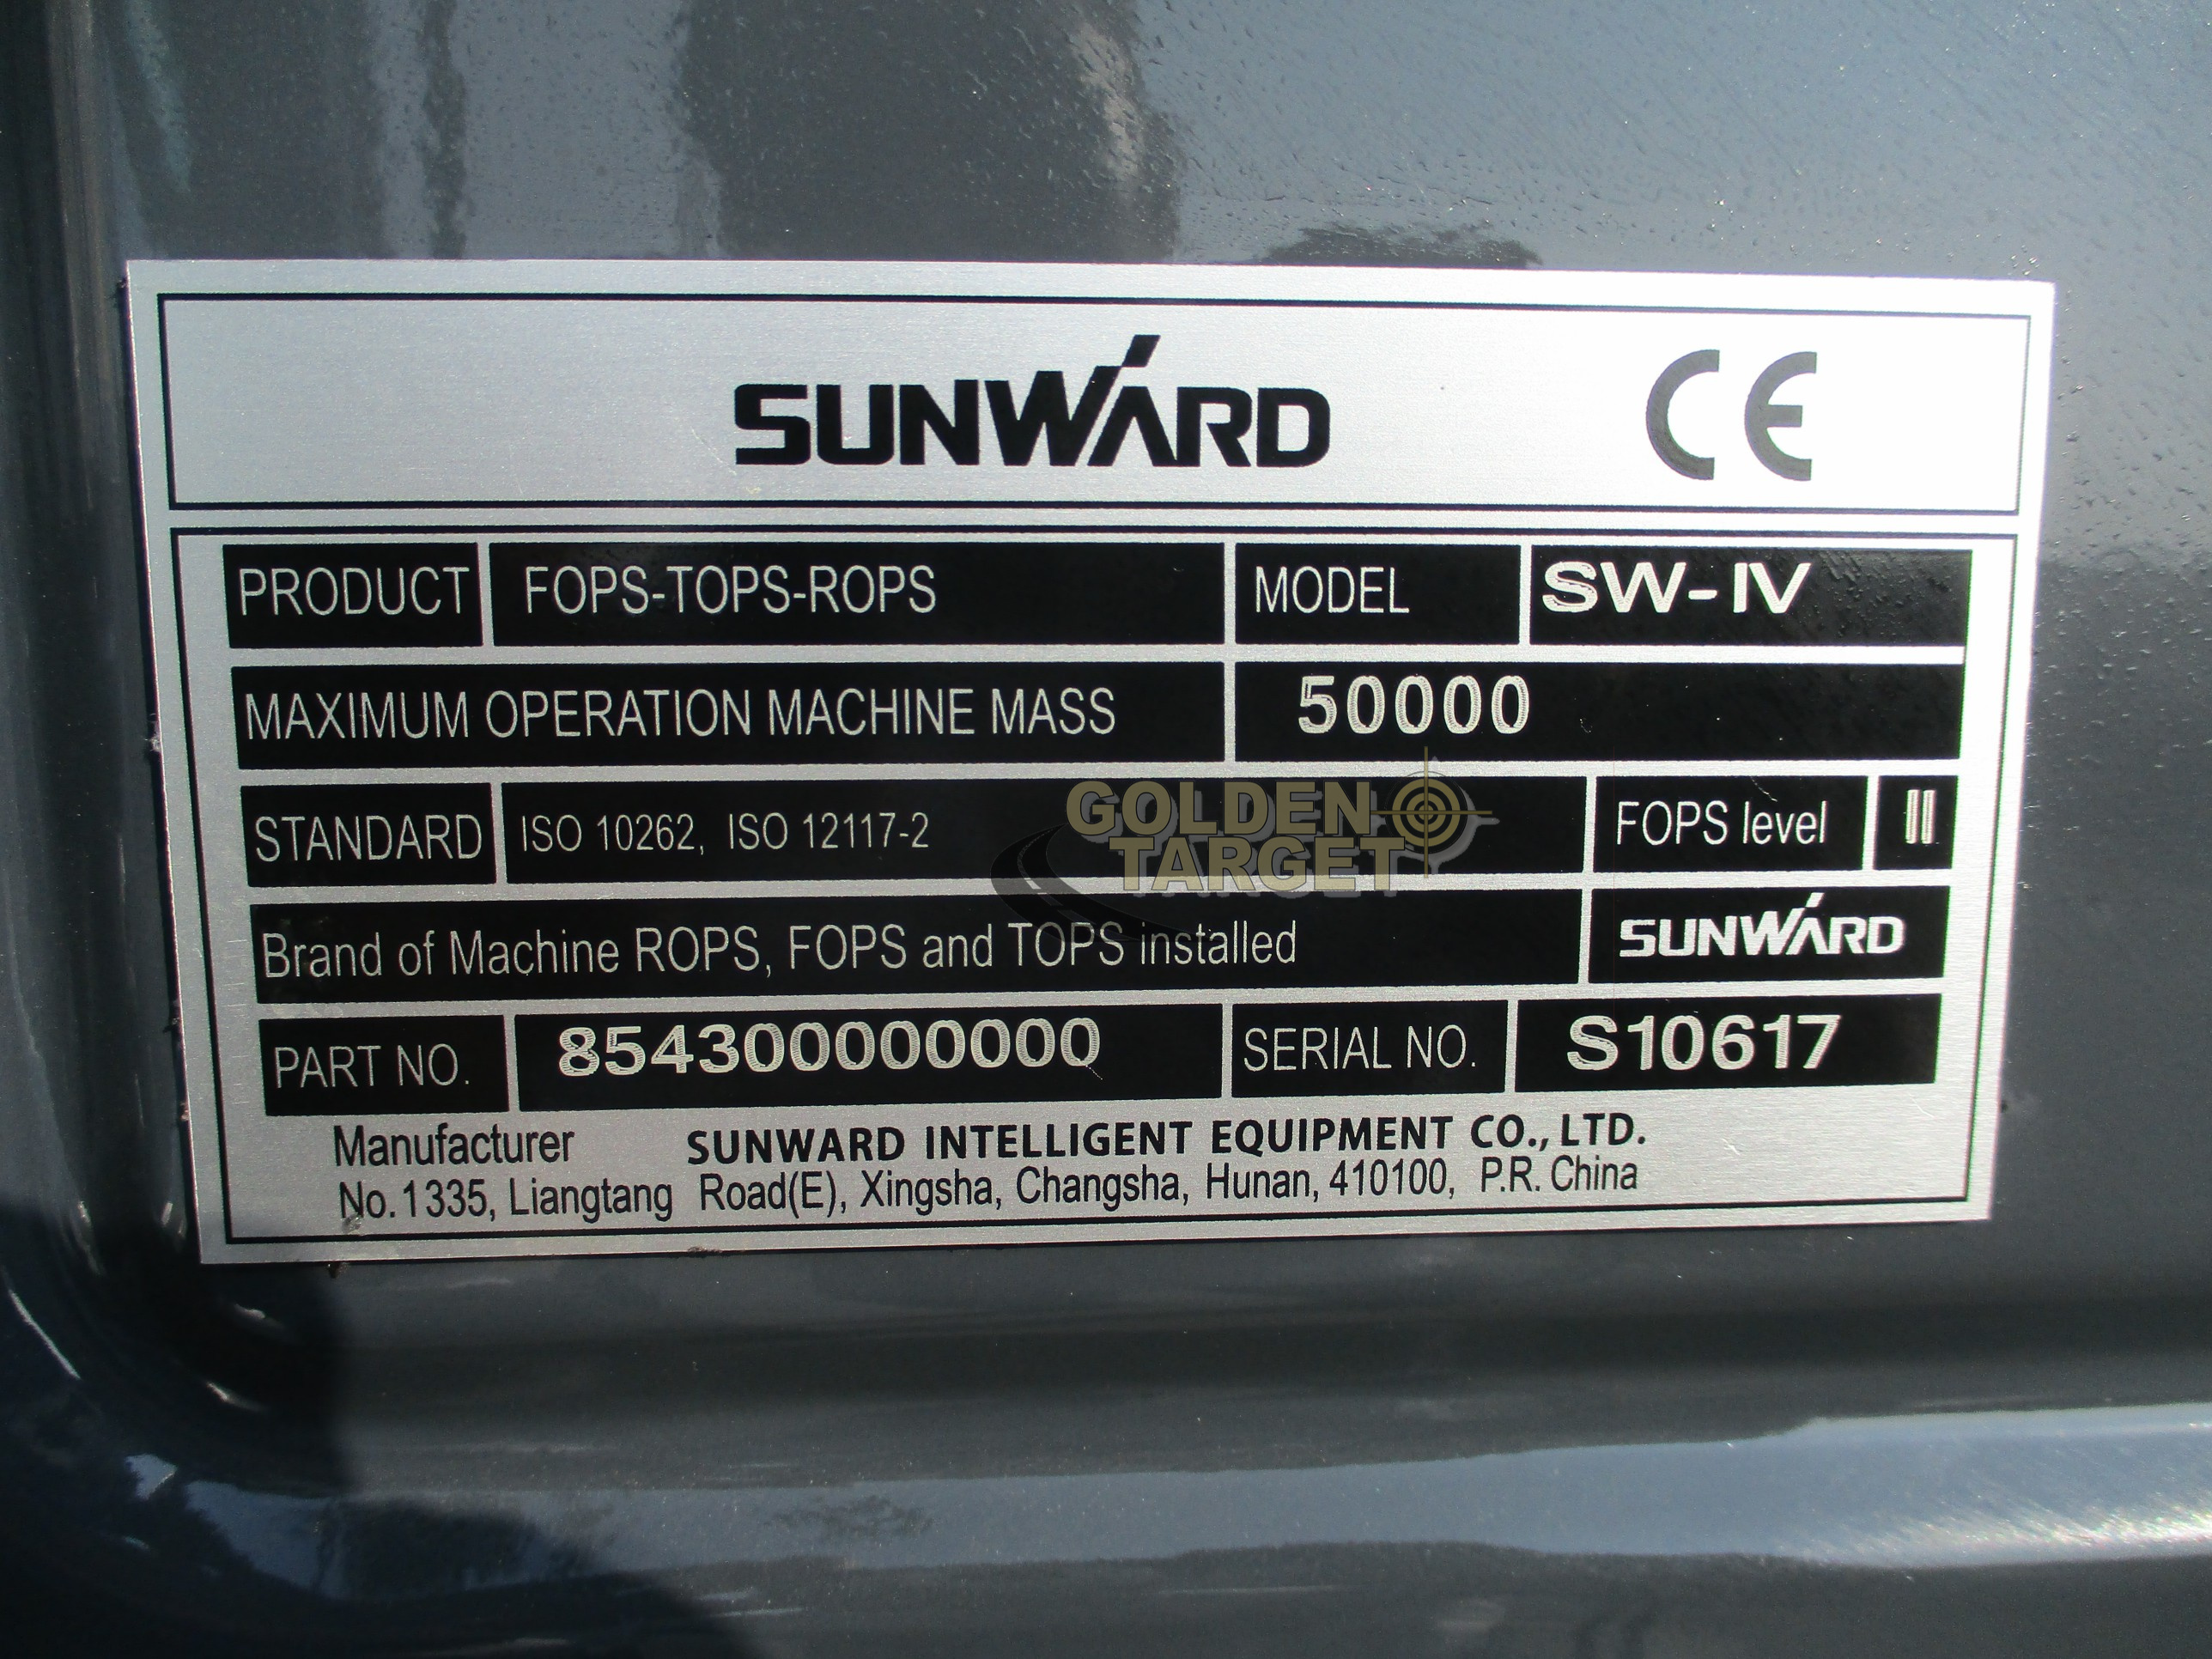 SUNWARD CE
PRODUCT FOPS-TOPS-ROPS MODEL SW-IV
MAXIMUM OPERATION MACHINE MASS 50000
STANDARD ISO 10262, ISO 12117-2 FOPS level II
GOLDEN
TARGET
Brand of Machine ROPS, FOPS and TOPS installed SUNWARD
PART NO. 854300000000 SERIAL NO. S10617
Manufacturer SUNWARD INTELLIGENT EQUIPMENT CO., LTD.
No.1335, Liangtang Road(E), Xingsha, Changsha, Hunan, 410100, P.R. China